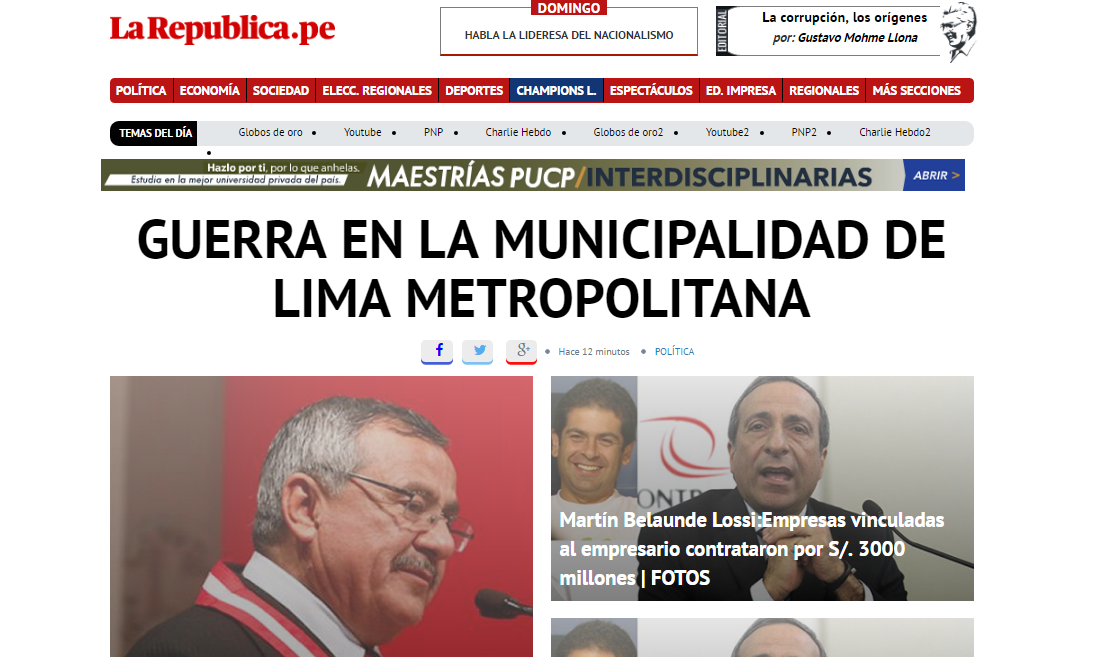 LaRepublica.pe
DOMINGO
HABLA LA LIDERESA DEL NACIONALISMO
EDITORIAL
La corrupción, los orígenes
por: Gustavo Mohme Llona
POLÍTICA ECONOMÍA SOCIEDAD ELECC. REGIONALES DEPORTES CHAMPIONS L. ESPECTÁCULOS ED. IMPRESA REGIONALES MÁS SECCIONES
TEMAS DEL DÍA Globos de oro • Youtube • PNP • Charlie Hebdo • Globos de oro2 • Youtube2 • PNP2 • Charlie Hebdo2
•
Hazlo por ti, por lo que anhelas.
Estudia en la mejor universidad privada del país.
MAESTRÍAS PUCP/INTERDISCIPLINARIAS
ABRIR >
GUERRA EN LA MUNICIPALIDAD DE
LIMA METROPOLITANA
f g+ • Hace 12 minutos • POLÍTICA
ONTR
Martín Belaunde Lossi:Empresas vinculadas
al empresario contrataron por S/. 3000
millones | FOTOS